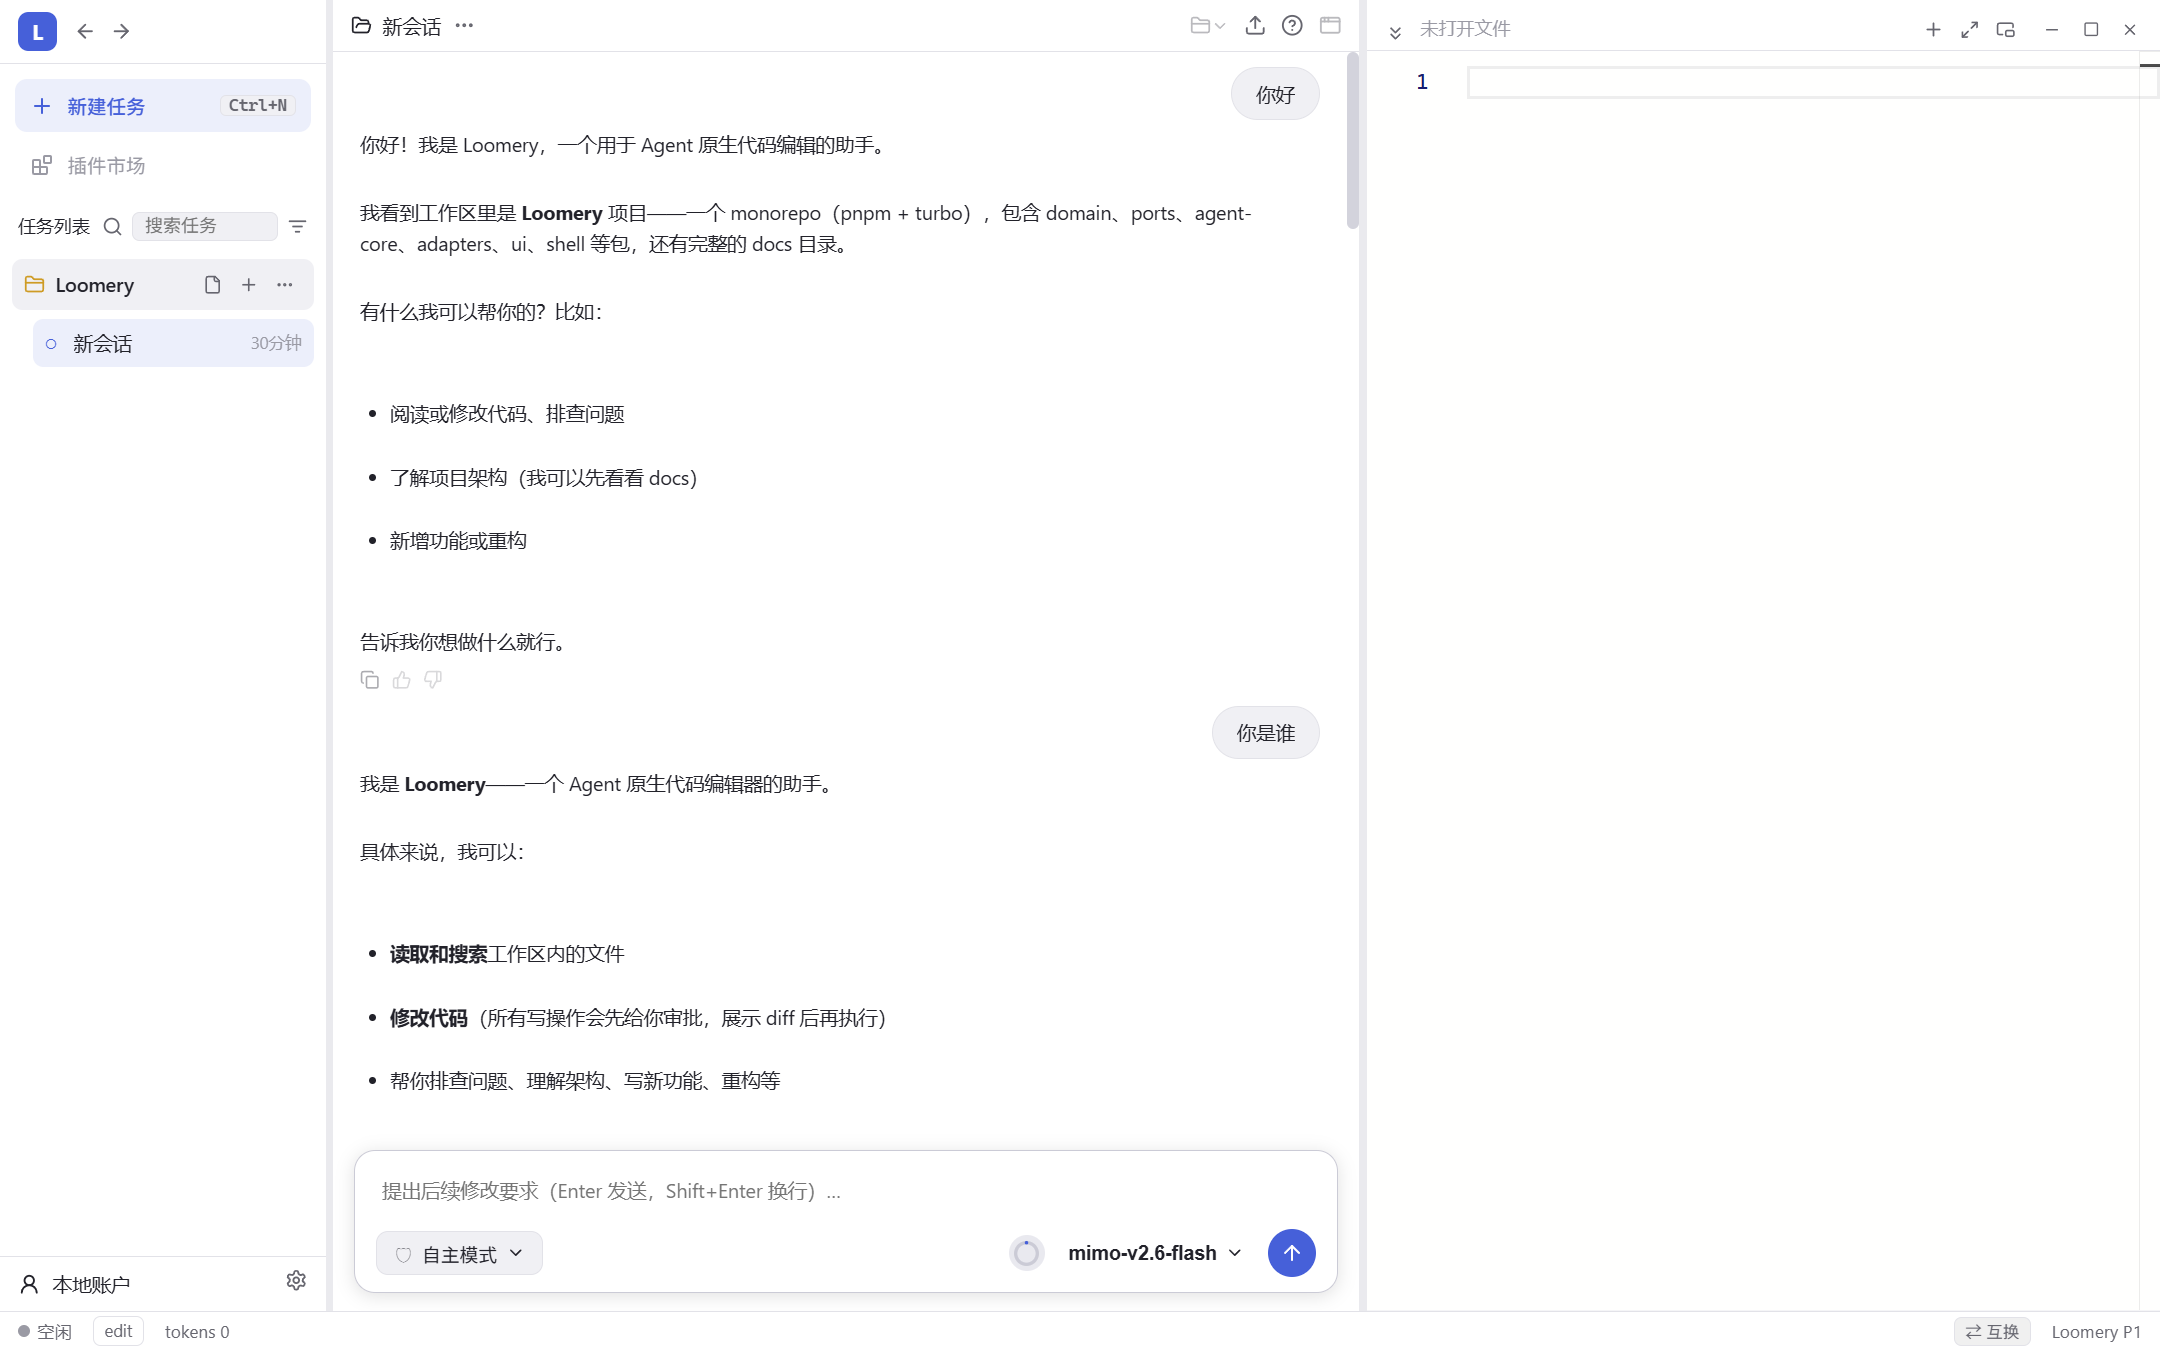 L
新建任务 Ctrl+N
插件市场
任务列表 搜索任务
Loomery
新会话 30分钟
本地账户
新会话
你好
你好！我是 Loomery，一个用于 Agent 原生代码编辑的助手。
我看到工作区里是 Loomery 项目——一个 monorepo（pnpm + turbo），包含 domain、ports、agent-
core、adapters、ui、shell 等包，还有完整的 docs 目录。
有什么我可以帮你的？比如：
• 阅读或修改代码、排查问题
• 了解项目架构（我可以先看看 docs）
• 新增功能或重构
告诉我你想做什么就行。
你是谁
我是 Loomery——一个 Agent 原生代码编辑器的助手。
具体来说，我可以：
• 读取和搜索工作区内的文件
• 修改代码（所有写操作会先给你审批，展示 diff 后再执行）
• 帮你排查问题、理解架构、写新功能、重构等
提出后续修改要求（Enter 发送，Shift+Enter 换行）...
自主模式 mimo-v2.6-flash
未打开文件
1
空闲 edit tokens 0 互换 Loomery P1